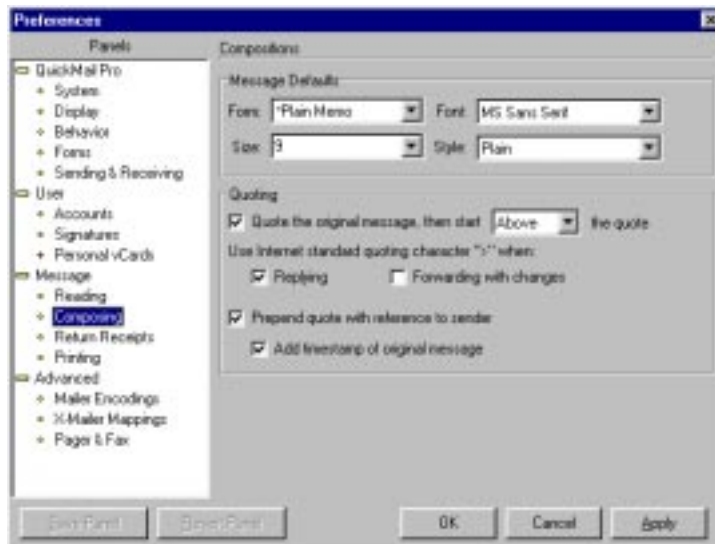 Preferences
Panels
QuickMail Pro
System
Display
Behavior
Forms
Sending & Receiving
User
Accounts
Signatures
Personal vCards
Message
Reading
Composing
Return Receipts
Printing
Advanced
Mailer Encodings
X-Mailer Mappings
Pager & Fax
Compositions
Message Defaults
Form: *Plain Memo Font: MS Sans Serif
Size: 9 Style: Plain
Quoting
Quote the original message, then start Above the quote
Use Internet standard quoting character ">" when:
Replying Forwarding with changes
Prepend quote with reference to sender
Add timestamp of original message
Panel Panel OK Cancel Apply